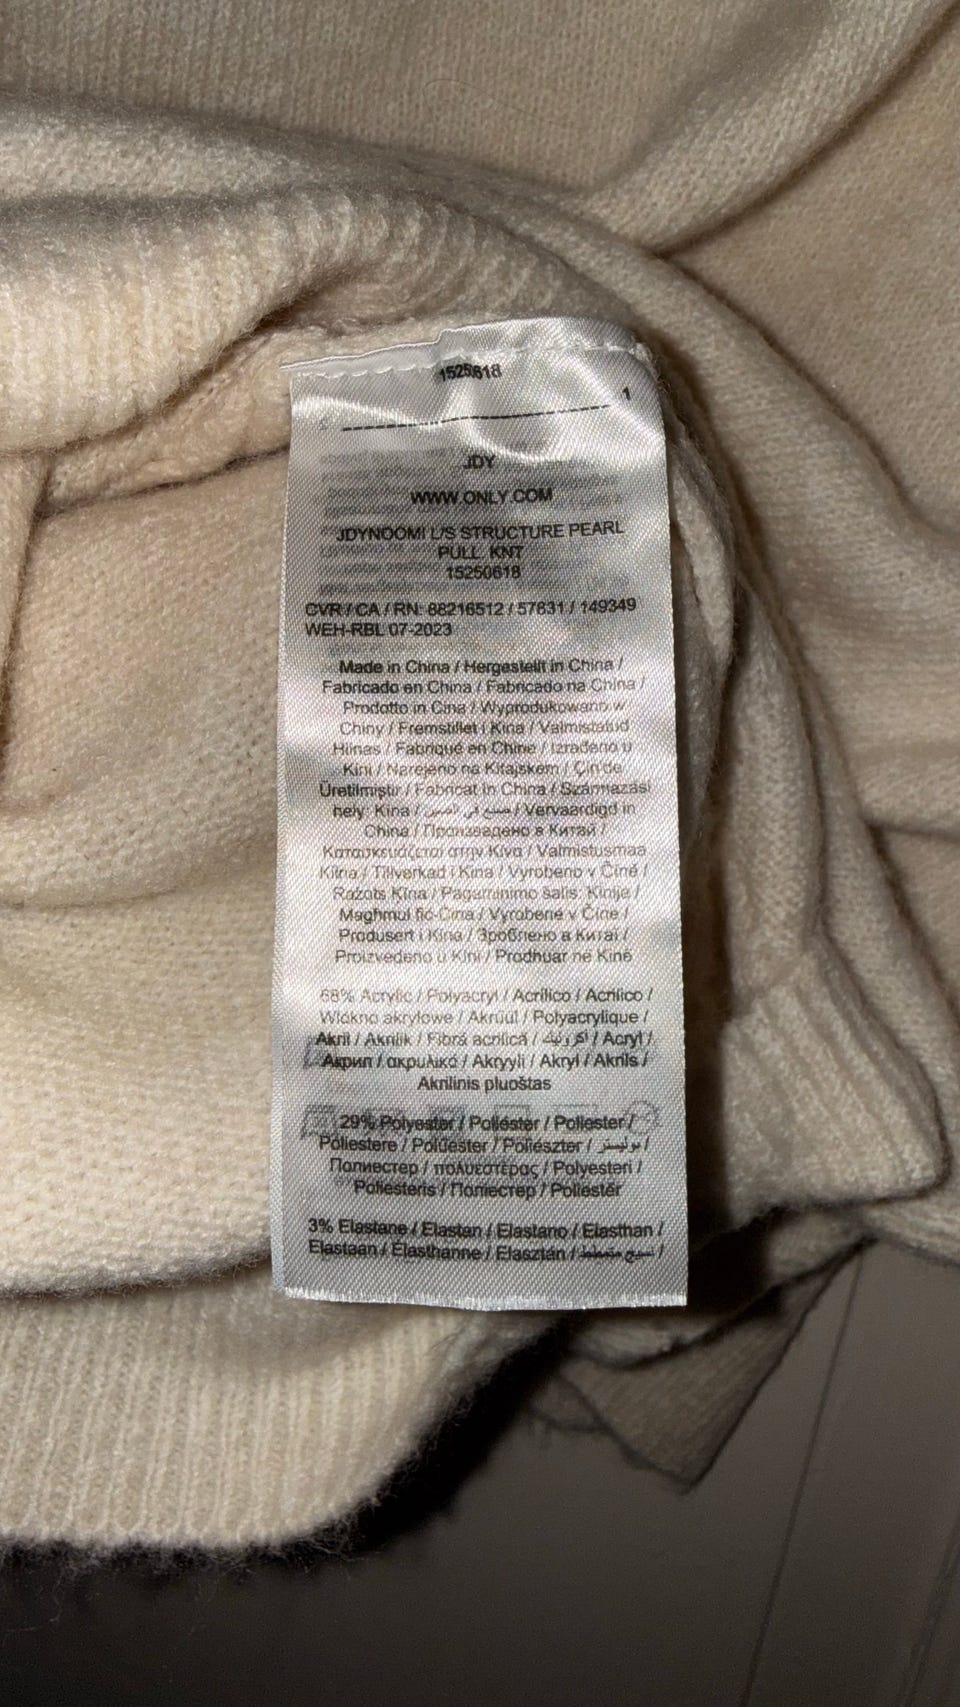 15250618
1
JDY
WWW.ONLY.COM
JDYNOOMI L/S STRUCTURE PEARL
PULL. KNT
15250618
CVR / CA / RN: 88216512 / 57831 / 149349
WEH-RBL 07-2023
Made in China / Hergestellt in China /
Fabricado en China / Fabricado na China /
Prodotto in Cina / Wyprodukowano w
Chiny / Fremstillet i Kina / Valmistatud
Hiinas / Fabriqué en Chine / Izrađeno u
Kini / Narejeno na Kitajskem / Çin'de
Üretilmiştir / Fabricat în China / Származási
hely: Kína / صنع في الصين / Vervaardigd in
China / Произведено в Китай /
Κατασκευάζεται στην Κίνα / Valmistusmaa
Kiina / Tillverkad i Kina / Vyrobeno v Číně /
Ražots Ķīnā / Pagaminimo šalis: Kinija /
Magħmul fiċ-Ċina / Vyrobené v Číne /
Produsert i Kina / Зроблено в Китаї /
Proizvedeno u Kini / Prodhuar në Kinë
68% Acrylic / Polyacryl / Acrílico / Acrilico /
Włókno akrylowe / Akrüül / Polyacrylique /
Akril / Akrilik / Fibră acrilică / أكريليك / Acryl /
Акрил / ακρυλικό / Akryyli / Akryl / Akrils /
Akrilinis pluoštas
29% Polyester / Poliéster / Poliester /
Poliestere / Polüester / Poliészter / بوليستر /
Полиестер / πολυεστέρας / Polyesteri /
Poliesteris / Поліестер / Poliestër
3% Elastane / Elastan / Elastano / Elasthan /
Elastaan / Élasthanne / Elasztán / نسيج متمطط /